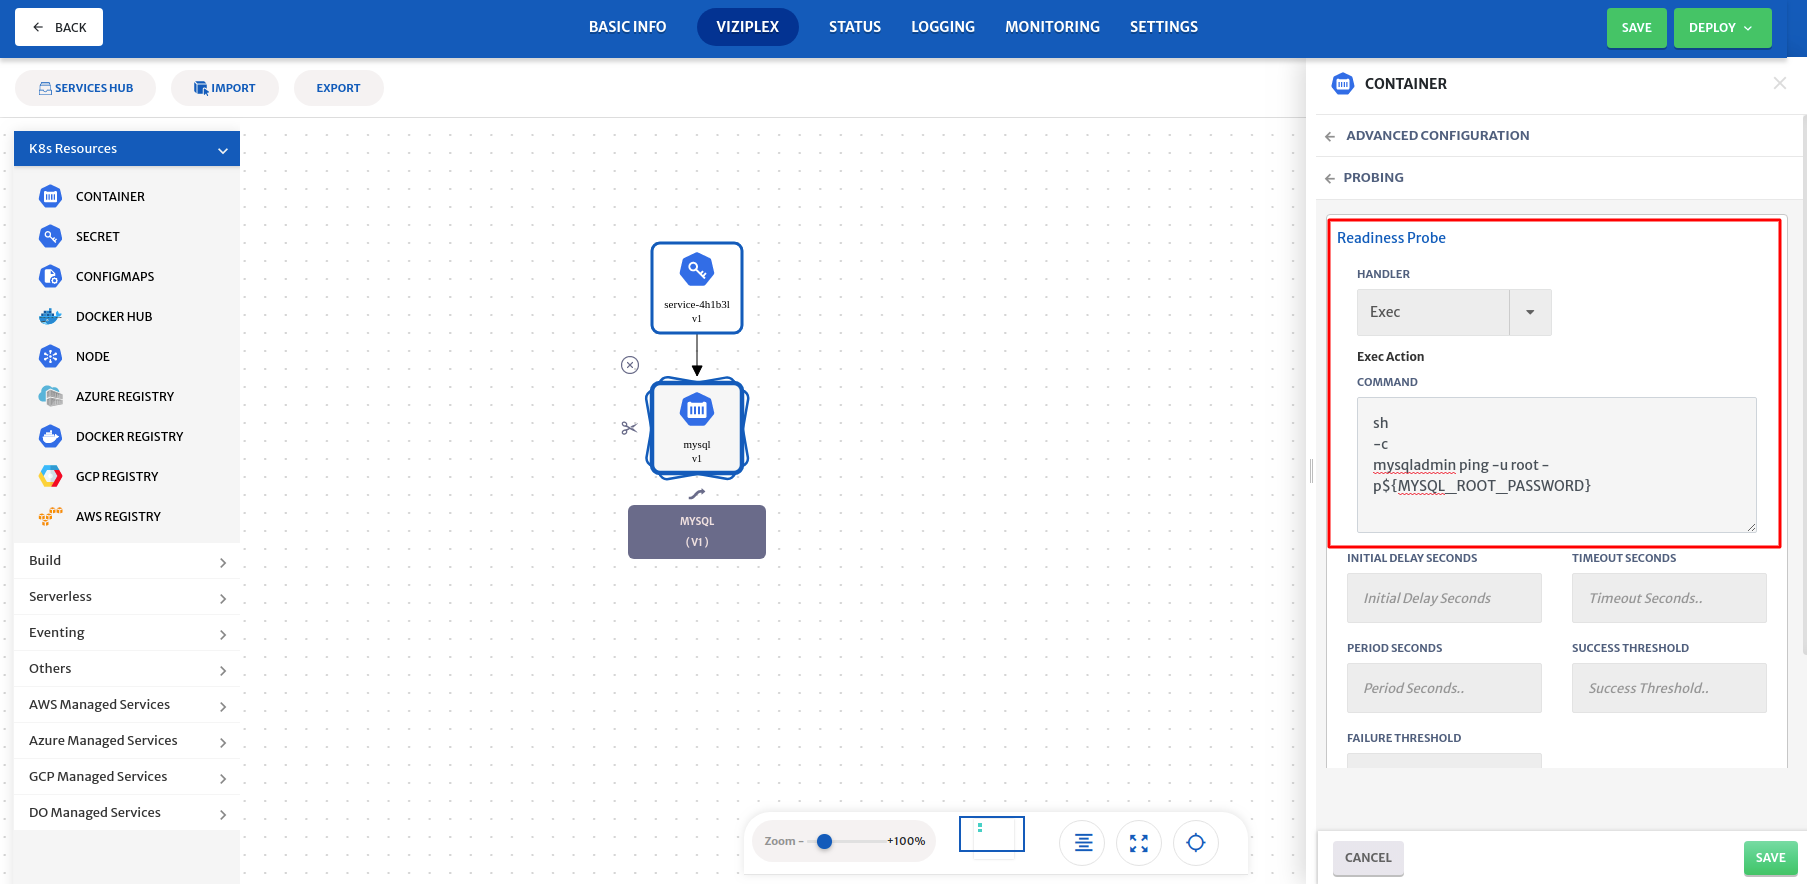 BACK
BASIC INFO
VIZIPLEX
STATUS
LOGGING
MONITORING
SETTINGS
SAVE
DEPLOY
SERVICES HUB
IMPORT
EXPORT
K8s Resources
CONTAINER
SECRET
CONFIGMAPS
DOCKER HUB
NODE
AZURE REGISTRY
DOCKER REGISTRY
GCP REGISTRY
AWS REGISTRY
Build
Serverless
Eventing
Others
AWS Managed Services
Azure Managed Services
GCP Managed Services
DO Managed Services
service-4h1b3l
v1
mysql
v1
MYSQL
( V1 )
Zoom -
+100%
CONTAINER
ADVANCED CONFIGURATION
PROBING
Readiness Probe
HANDLER
Exec
Exec Action
COMMAND
sh
-c
mysqladmin ping -u root -
p${MYSQL_ROOT_PASSWORD}
INITIAL DELAY SECONDS
TIMEOUT SECONDS
Initial Delay Seconds
Timeout Seconds..
PERIOD SECONDS
SUCCESS THRESHOLD
Period Seconds..
Success Threshold..
FAILURE THRESHOLD
CANCEL
SAVE